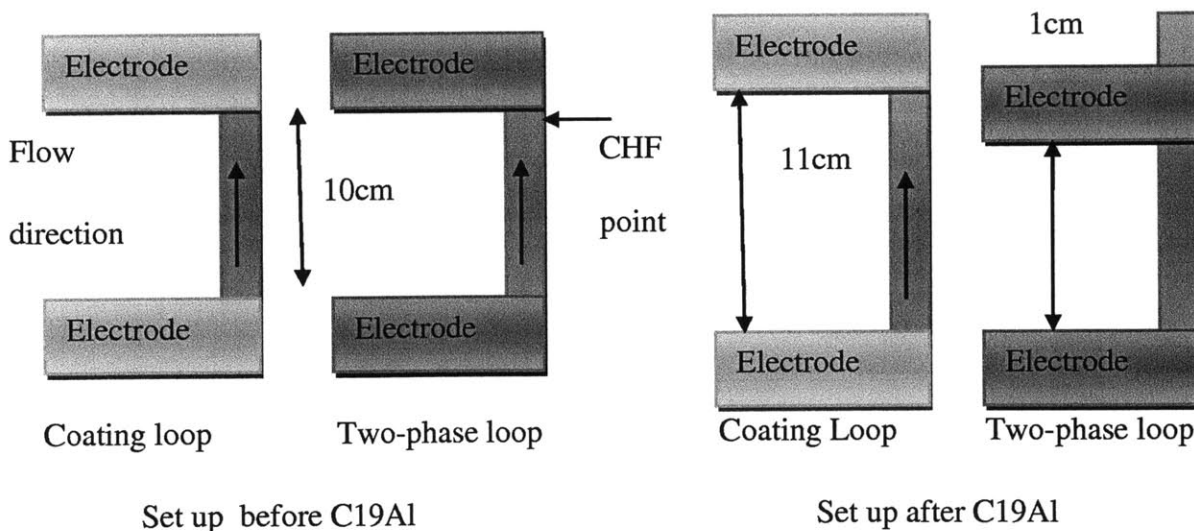 Electrode
Electrode
Flow
direction
10cm
CHF
point
Electrode
Electrode
Coating loop
Two-phase loop
Set up before C19Al
1cm
Electrode
Electrode
11cm
Electrode
Electrode
Coating Loop
Two-phase loop
Set up after C19Al